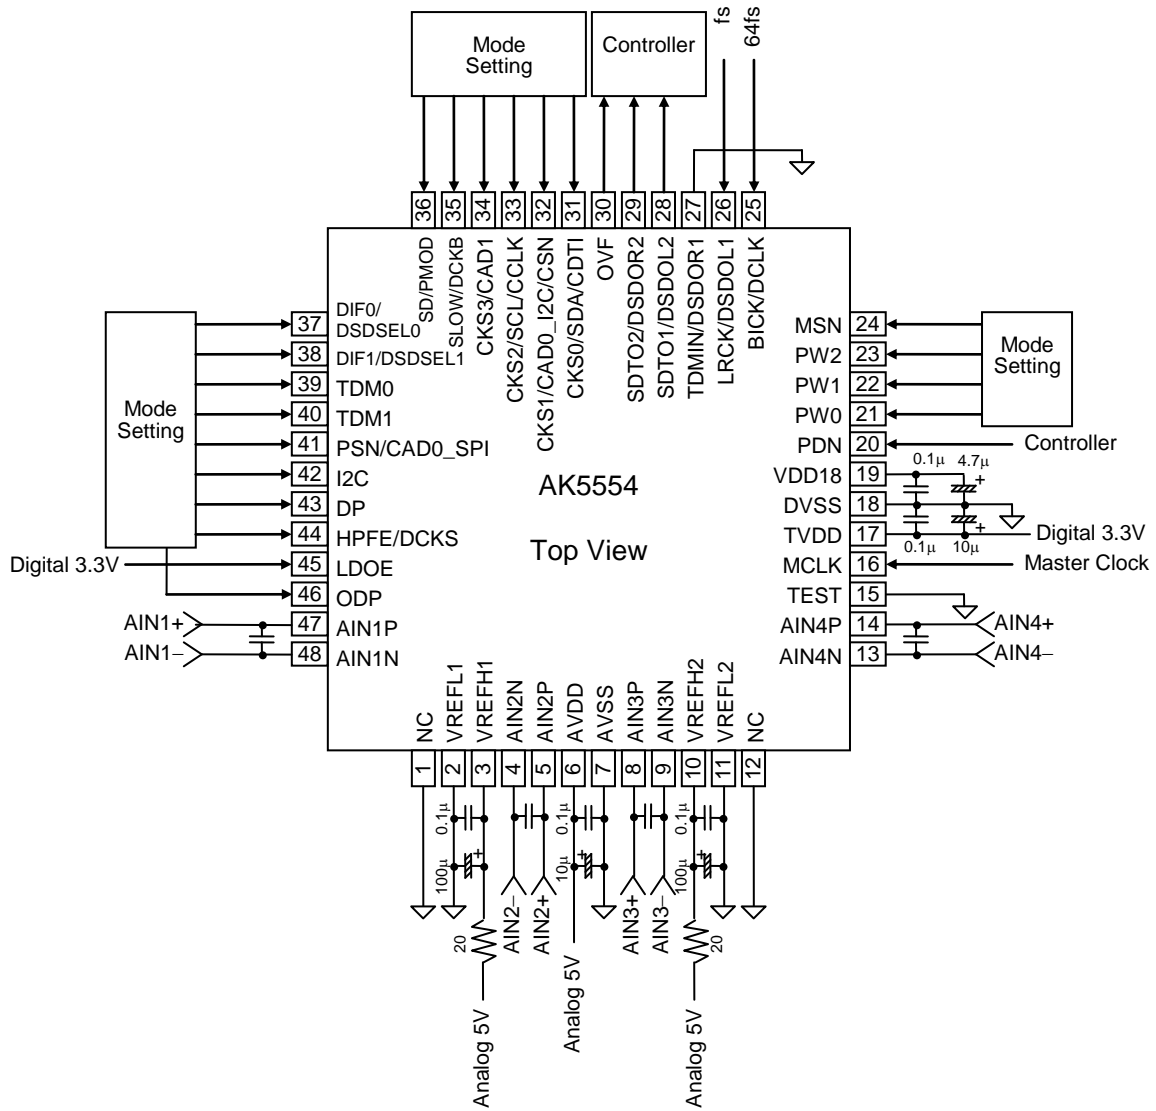 Mode
Setting
Controller
fs
64fs
36
35
34
33
32
31
30
29
28
27
26
25
SD/PMOD
SLOW/DCKB
CKS3/CAD1
CKS2/SCL/CCLK
CKS1/CAD0_I2C/CSN
CKS0/SDA/CDTI
OVF
SDTO2/DSDOR2
SDTO1/DSDOL2
TDMIN/DSDOR1
LRCK/DSDOL1
BICK/DCLK
Mode
Setting
37 DIF0/
DSDSEL0
38 DIF1/DSDSEL1
39 TDM0
40 TDM1
41 PSN/CAD0_SPI
42 I2C
43 DP
44 HPFE/DCKS
Digital 3.3V 45 LDOE
46 ODP
AIN1+ 47 AIN1P
AIN1− 48 AIN1N
AK5554
Top View
MSN 24
PW2 23
PW1 22
PW0 21
Mode
Setting
PDN 20 Controller
VDD18 19 0.1μ 4.7μ +
DVSS 18
TVDD 17 0.1μ 10μ + Digital 3.3V
MCLK 16 Master Clock
TEST 15
AIN4P 14 AIN4+
AIN4N 13 AIN4−
NC
VREFL1
VREFH1
AIN2N
AIN2P
AVDD
AVSS
AIN3P
AIN3N
VREFH2
VREFL2
NC
1
2
3
4
5
6
7
8
9
10
11
12
0.1μ
0.1μ
0.1μ
100μ +
10μ +
100μ +
AIN2−
AIN2+
AIN3+
AIN3−
20
20
Analog 5V
Analog 5V
Analog 5V